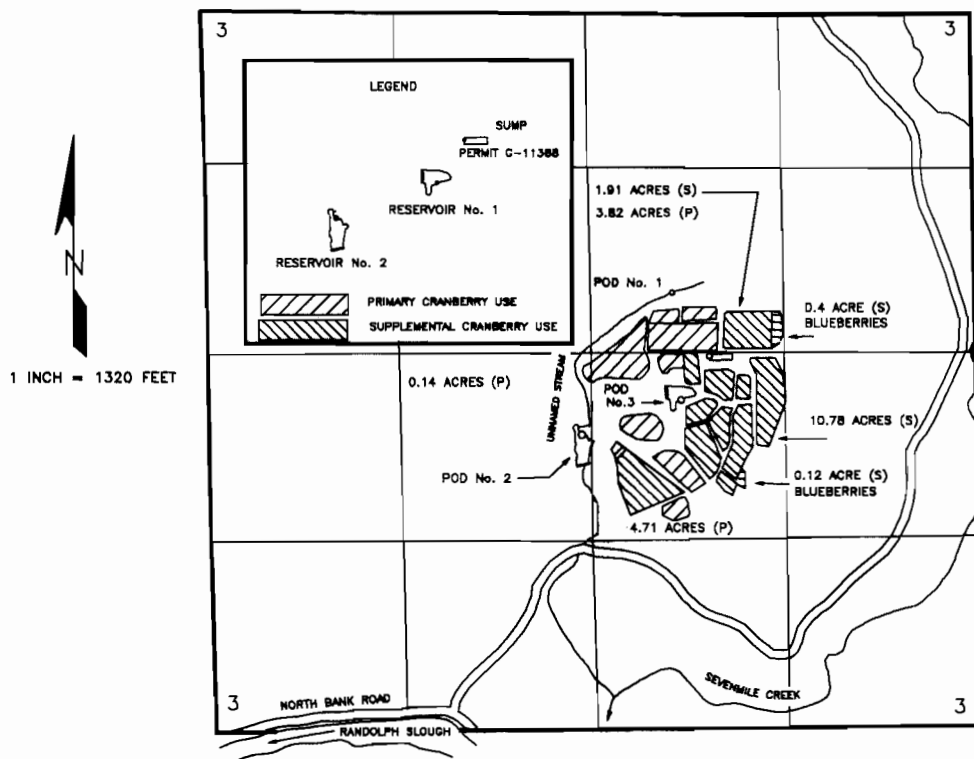 3
3
LEGEND
SUMP
PERMIT G-11388
RESERVOIR No. 1
RESERVOIR No. 2
PRIMARY CRANBERRY USE
SUPPLEMENTAL CRANBERRY USE
N
1 INCH = 1320 FEET
1.91 ACRES (S)
3.82 ACRES (P)
POD No. 1
0.4 ACRE (S)
BLUEBERRIES
0.14 ACRES (P)
UNNAMED STREAM
POD
No.3
10.78 ACRES (S)
POD No. 2
0.12 ACRE (S)
BLUEBERRIES
4.71 ACRES (P)
SEVENMILE CREEK
3
NORTH BANK ROAD
3
RANDOLPH SLOUGH